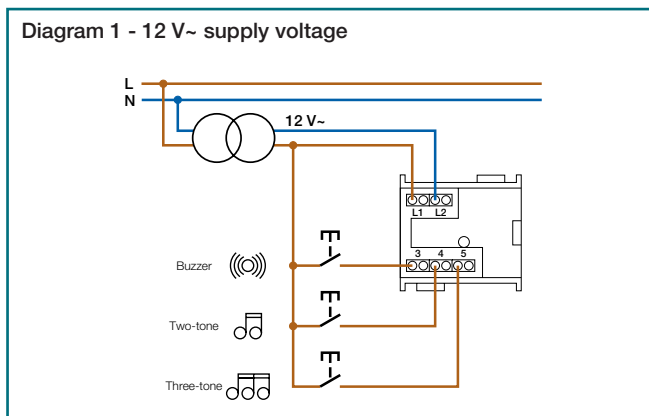 Diagram 1 - 12 V~ supply voltage
L
N
12 V~
L1 L2
3 4 5
Buzzer
Two-tone
Three-tone